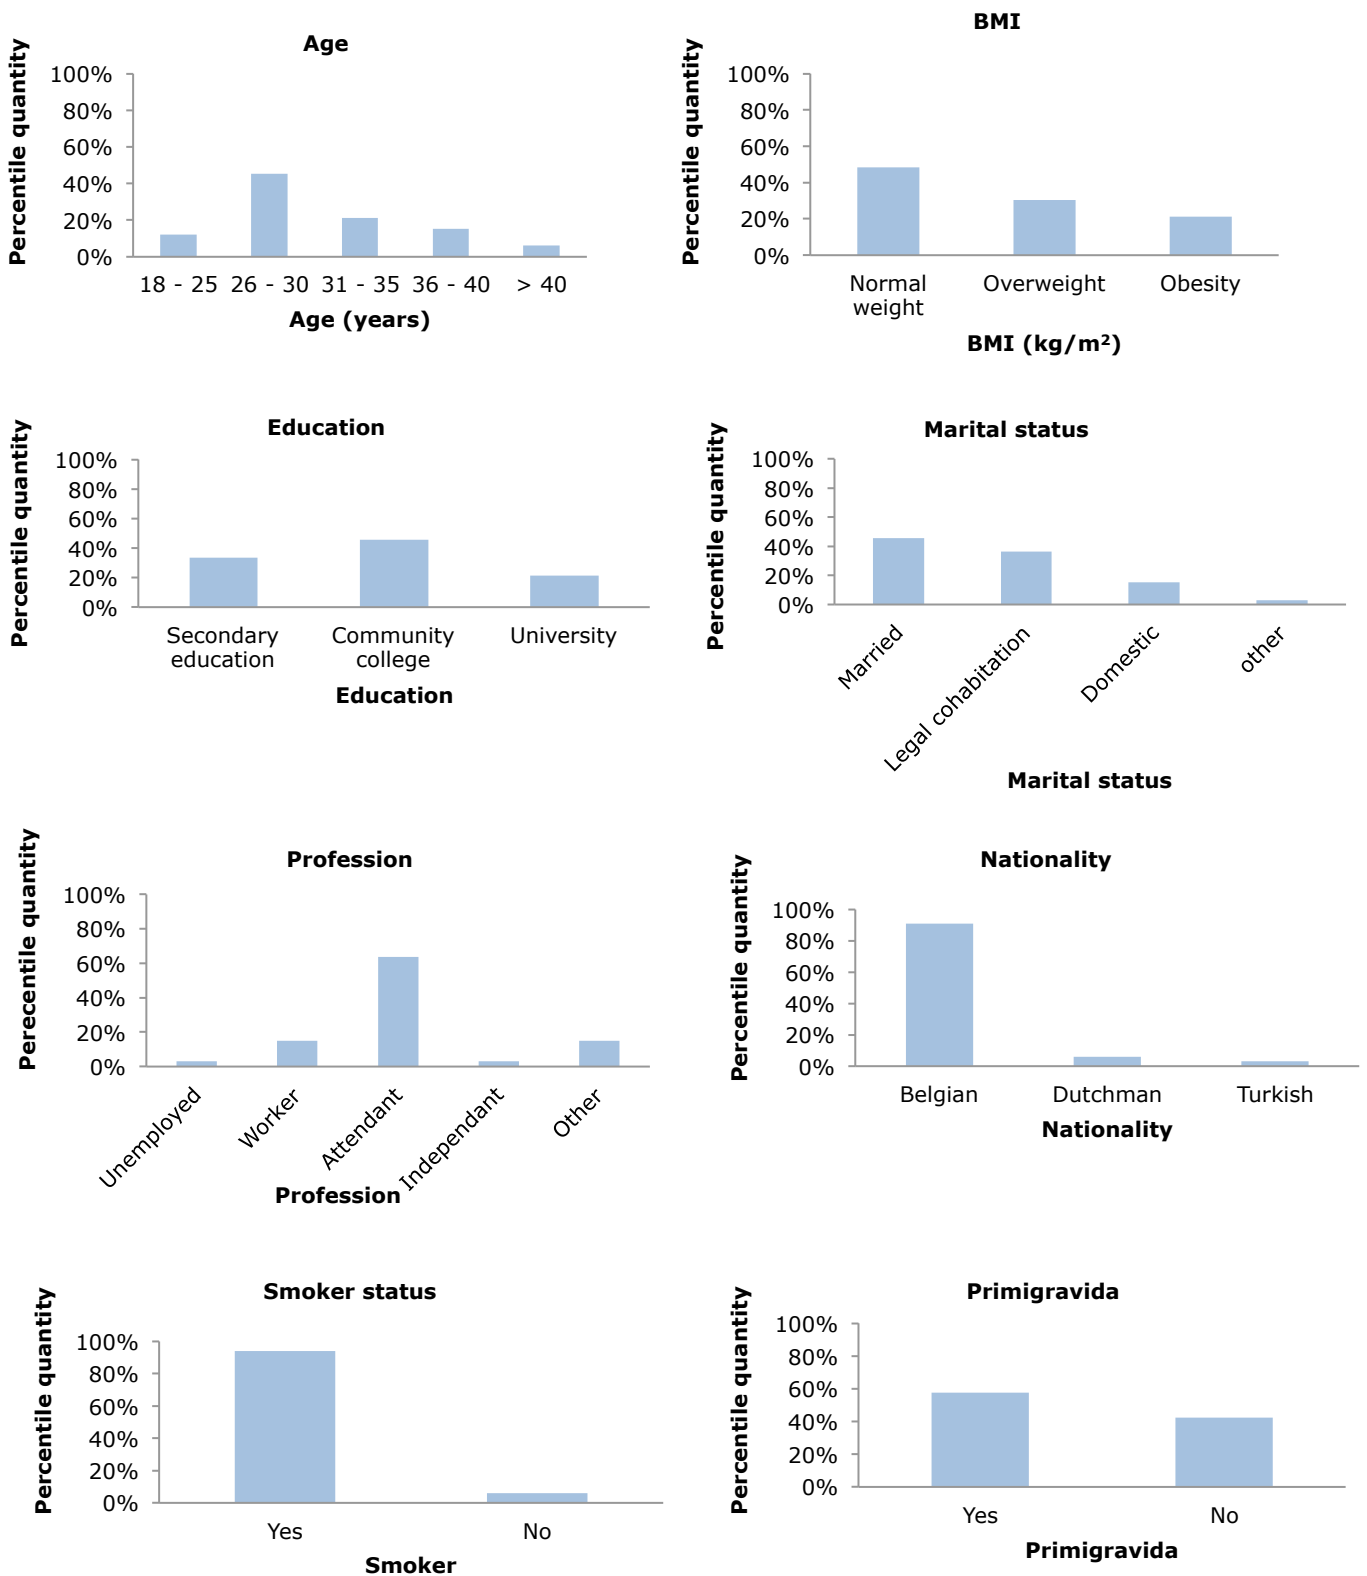 Age
Percentile quantity
100%
80%
60%
40%
20%
0%
18 - 25 26 - 30 31 - 35 36 - 40 > 40
Age (years)
BMI
Percentile quantity
100%
80%
60%
40%
20%
0%
Normal weight Overweight Obesity
BMI (kg/m²)
Education
Percentile quantity
100%
80%
60%
40%
20%
0%
Secondary education Community college University
Education
Marital status
Percentile quantity
100%
80%
60%
40%
20%
0%
Married
Legal cohabitation
Domestic
other
Marital status
Profession
Perecentile quantity
100%
80%
60%
40%
20%
0%
Unemployed
Worker
Attendant
Independant
Other
Profession
Nationality
Percentile quantity
100%
80%
60%
40%
20%
0%
Belgian Dutchman Turkish
Nationality
Smoker status
Percentile quantity
100%
80%
60%
40%
20%
0%
Yes No
Smoker
Primigravida
Percentile quantity
100%
80%
60%
40%
20%
0%
Yes No
Primigravida